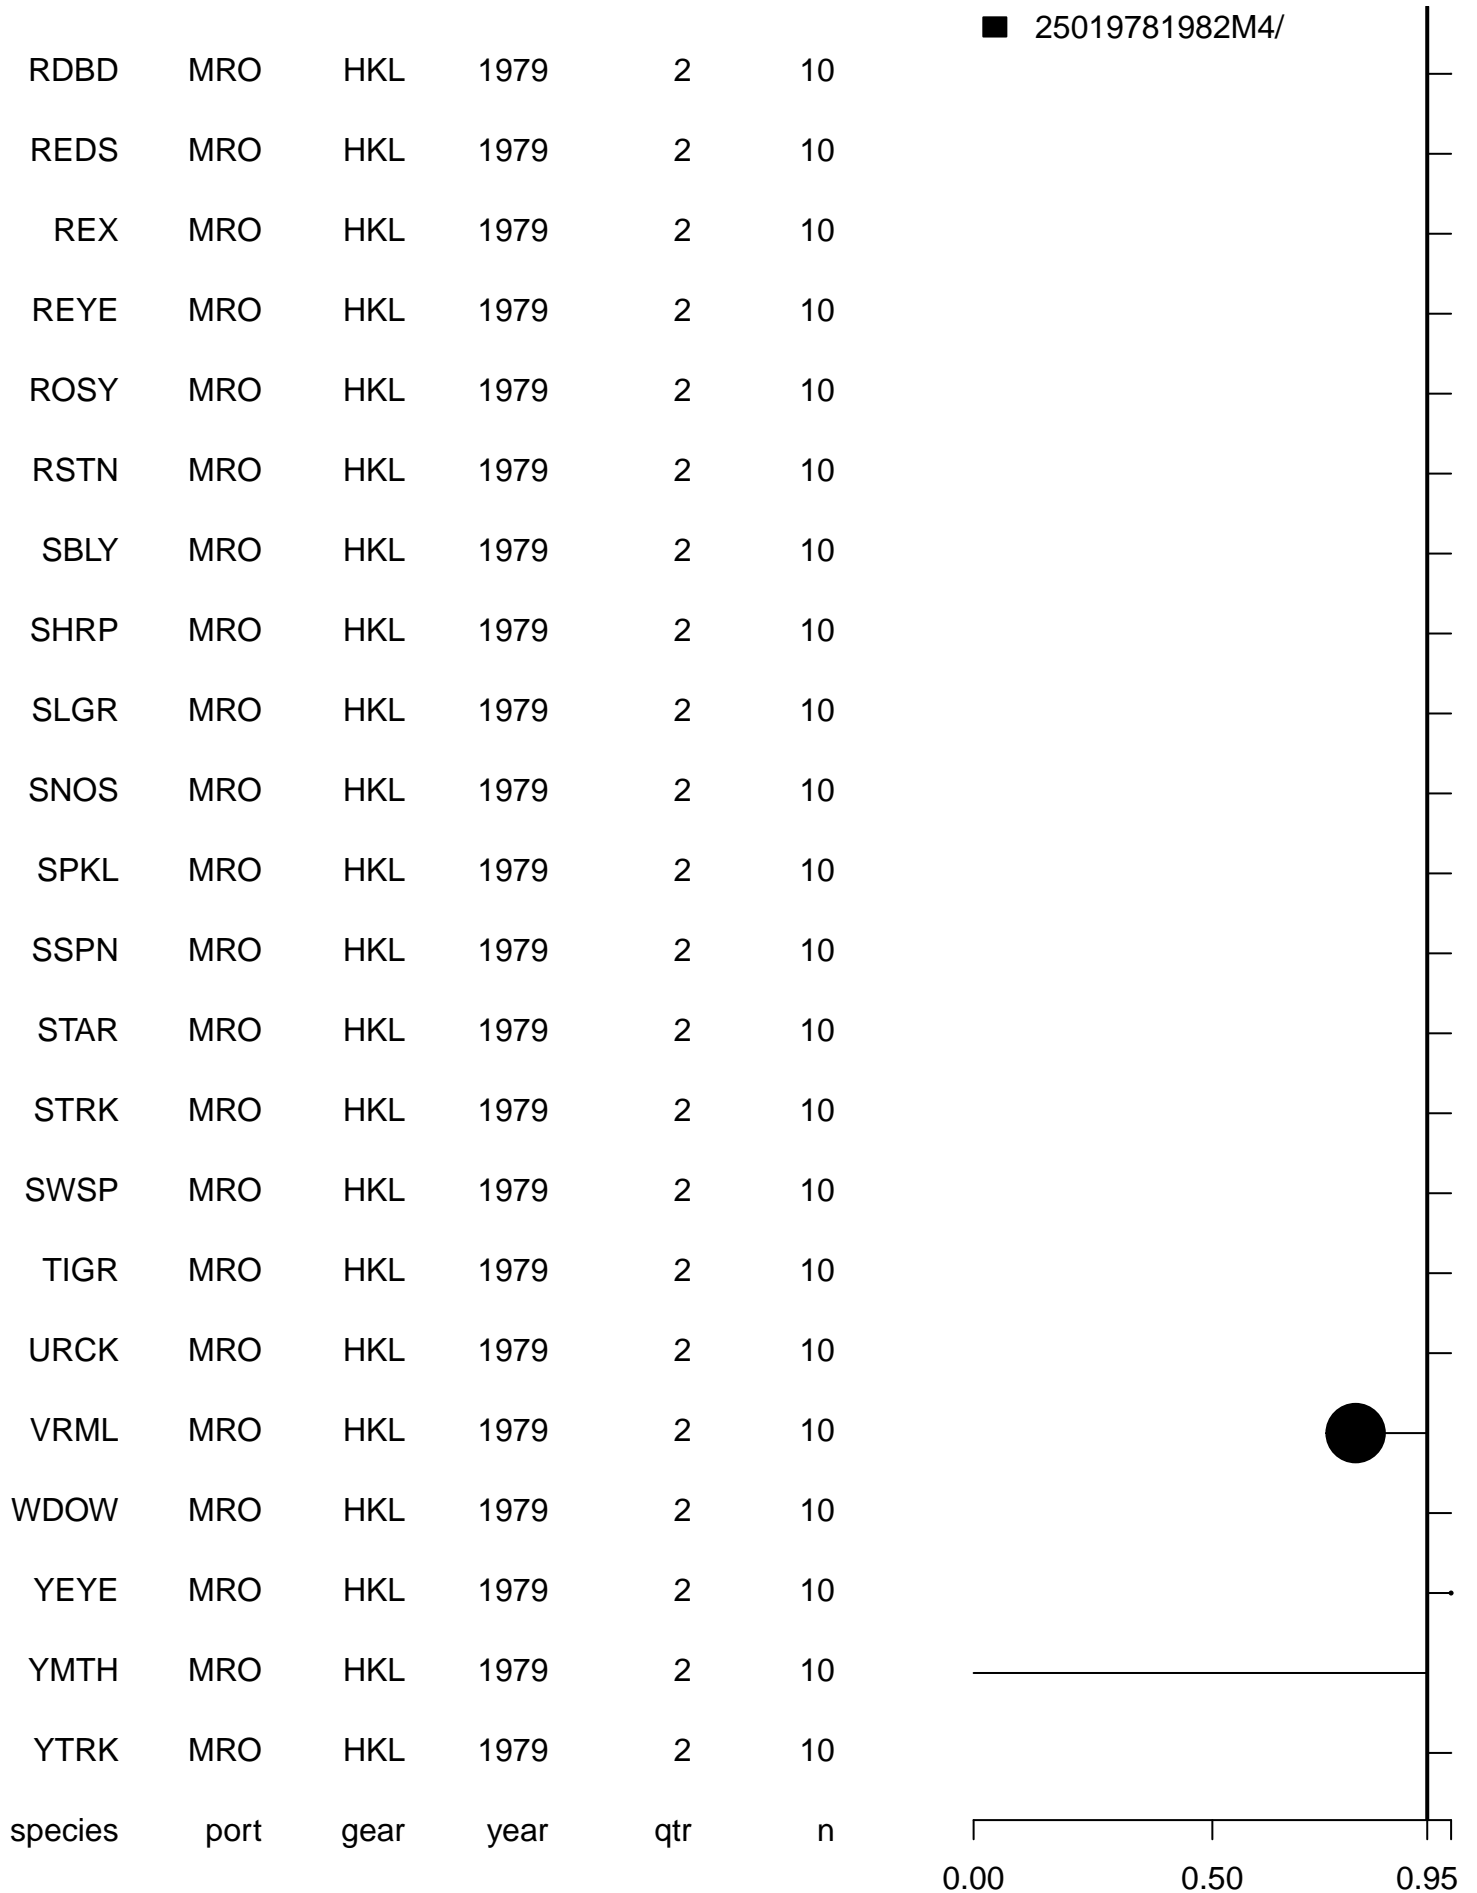 25019781982M4/
RDBD MRO HKL 1979 2 10
REDS MRO HKL 1979 2 10
REX MRO HKL 1979 2 10
REYE MRO HKL 1979 2 10
ROSY MRO HKL 1979 2 10
RSTN MRO HKL 1979 2 10
SBLY MRO HKL 1979 2 10
SHRP MRO HKL 1979 2 10
SLGR MRO HKL 1979 2 10
SNOS MRO HKL 1979 2 10
SPKL MRO HKL 1979 2 10
SSPN MRO HKL 1979 2 10
STAR MRO HKL 1979 2 10
STRK MRO HKL 1979 2 10
SWSP MRO HKL 1979 2 10
TIGR MRO HKL 1979 2 10
URCK MRO HKL 1979 2 10
VRML MRO HKL 1979 2 10
WDOW MRO HKL 1979 2 10
YEYE MRO HKL 1979 2 10
YMTH MRO HKL 1979 2 10
YTRK MRO HKL 1979 2 10
species port gear year qtr n
0.00 0.50 0.95